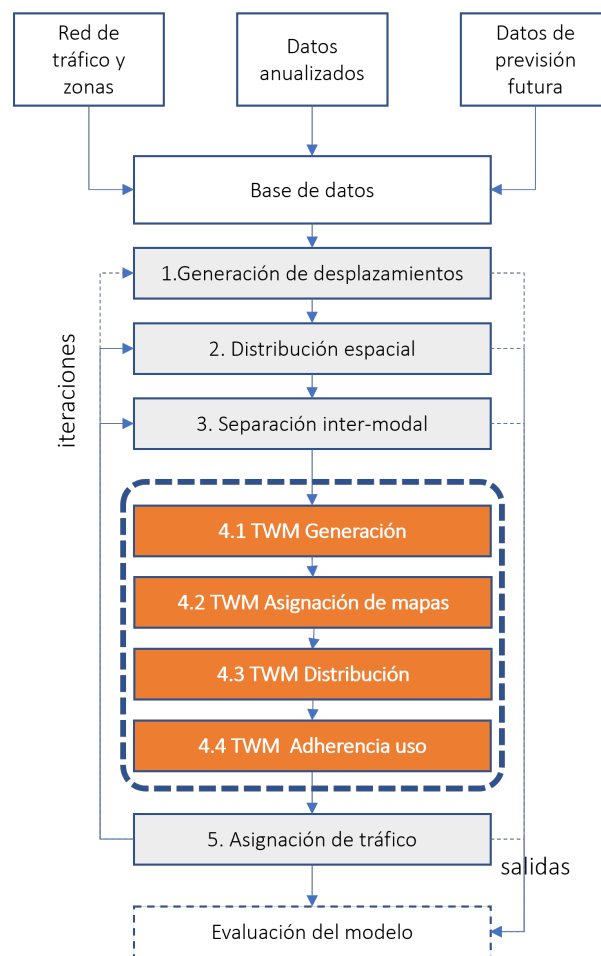 Red de
tráfico y
zonas
Datos
anualizados
Datos de
previsión
futura
Base de datos
1.Generación de desplazamientos
2. Distribución espacial
3. Separación inter-modal
iteraciones
4.1 TWM Generación
4.2 TWM Asignación de mapas
4.3 TWM Distribución
4.4 TWM Adherencia uso
5. Asignación de tráfico
salidas
Evaluación del modelo